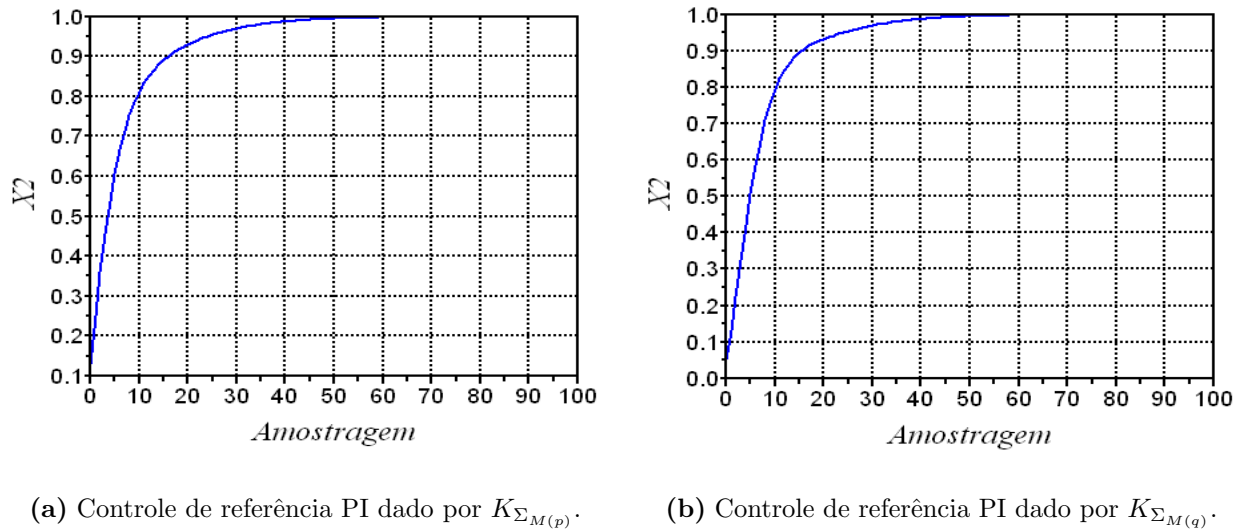 1.0
0.9
0.8
0.7
0.6
0.5
0.4
0.3
0.2
0.1
X2
0 10 20 30 40 50 60 70 80 90 100
Amostragem
(a) Controle de referência PI dado por K_{Σ_{M(p)}}.
1.0
0.9
0.8
0.7
0.6
0.5
0.4
0.3
0.2
0.1
0.0
X2
0 10 20 30 40 50 60 70 80 90 100
Amostragem
(b) Controle de referência PI dado por K_{Σ_{M(q)}}.